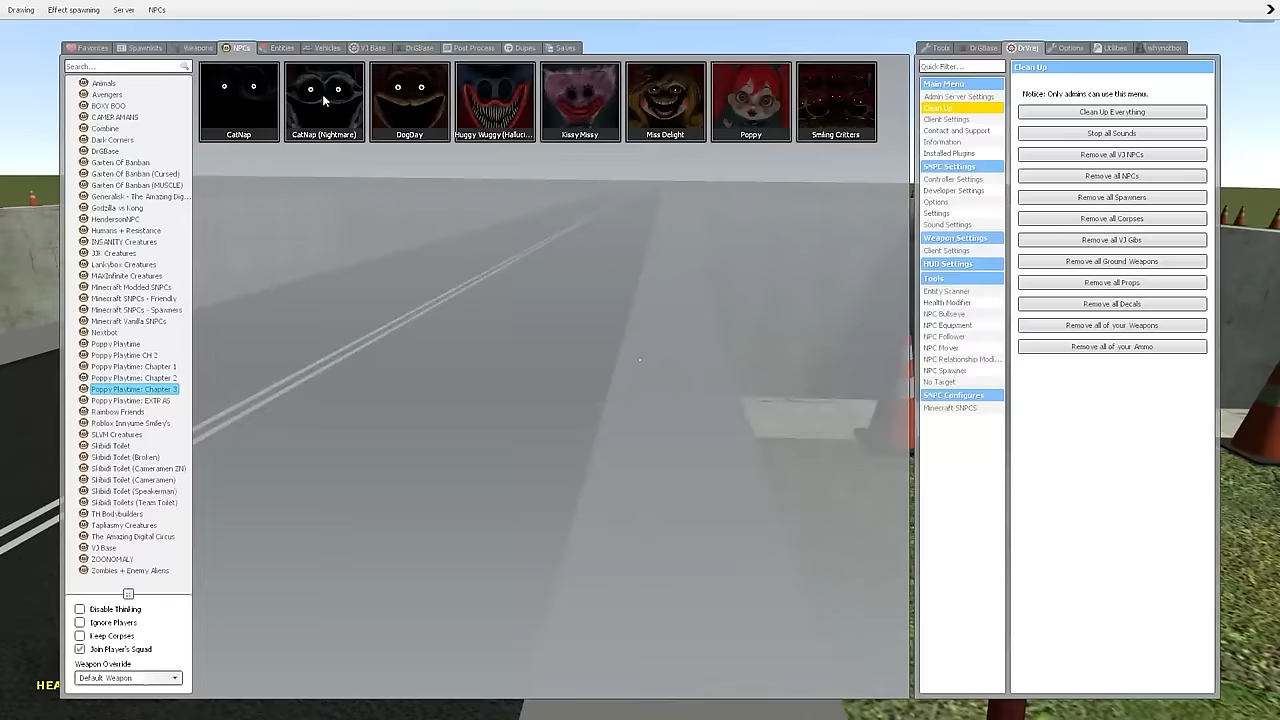 Drawing Effect spawning Server NPCs
Favorites Spawnlists Weapons NPCs Entities Vehicles VJ Base DrGBase Post Process Dupes Saves
Search...
Animals
Avengers
BOXY BOO
CAMERAMANS
Combine
Dark Corners
DrGBase
Garten Of Banban
Garten Of Banban (Cursed)
Garten Of Banban (MUSCLE)
Generalisk - The Amazing Dig...
Godzilla vs Kong
HendersonNPC
Humans + Resistance
INSANITY Creatures
JJK Creatures
Lankybox Creatures
MAXInfinite Creatures
Minecraft Modded SNPCs
Minecraft SNPCs - Friendly
Minecraft SNPCs - Spawners
Minecraft Vanilla SNPCs
Nextbot
Poppy Playtime
Poppy Playtime CH 2
Poppy Playtime: Chapter 1
Poppy Playtime: Chapter 2
Poppy Playtime: Chapter 3
Poppy Playtime: EXTRAS
Rainbow Friends
Roblox Innyume Smiley's
SLVM Creatures
Skibidi Toilet
Skibidi Toilet (Broken)
Skibidi Toilet (Cameramen ZN)
Skibidi Toilet (Cameramen)
Skibidi Toilet (Speakerman)
Skibidi Toilets (Team Toilet)
TH Bodybuilders
Tapliasmy Creatures
The Amazing Digital Circus
VJ Base
ZOONOMALY
Zombies + Enemy Aliens
Disable Thinking
Ignore Players
Keep Corpses
Join Player's Squad
Weapon Override
Default Weapon
HEA
CatNap
CatNap (Nightmare)
DogDay
Huggy Wuggy (Halluci...
Kissy Missy
Miss Delight
Poppy
Smiling Critters
Tools DrGBase DrVrej Options Utilities whynotboi
Quick Filter...
Main Menu
Admin Server Settings
Clean Up
Client Settings
Contact and Support
Information
Installed Plugins
SNPC Settings
Controller Settings
Developer Settings
Options
Settings
Sound Settings
Weapon Settings
Client Settings
HUD Settings
Tools
Entity Scanner
Health Modifier
NPC Bullseye
NPC Equipment
NPC Follower
NPC Mover
NPC Relationship Modi...
NPC Spawner
No Target
SNPC Configures
Minecraft SNPCS
Clean Up
Notice: Only admins can use this menu.
Clean Up Everything
Stop all Sounds
Remove all VJ NPCs
Remove all NPCs
Remove all Spawners
Remove all Corpses
Remove all VJ Gibs
Remove all Ground Weapons
Remove all Props
Remove all Decals
Remove all of your Weapons
Remove all of your Ammo